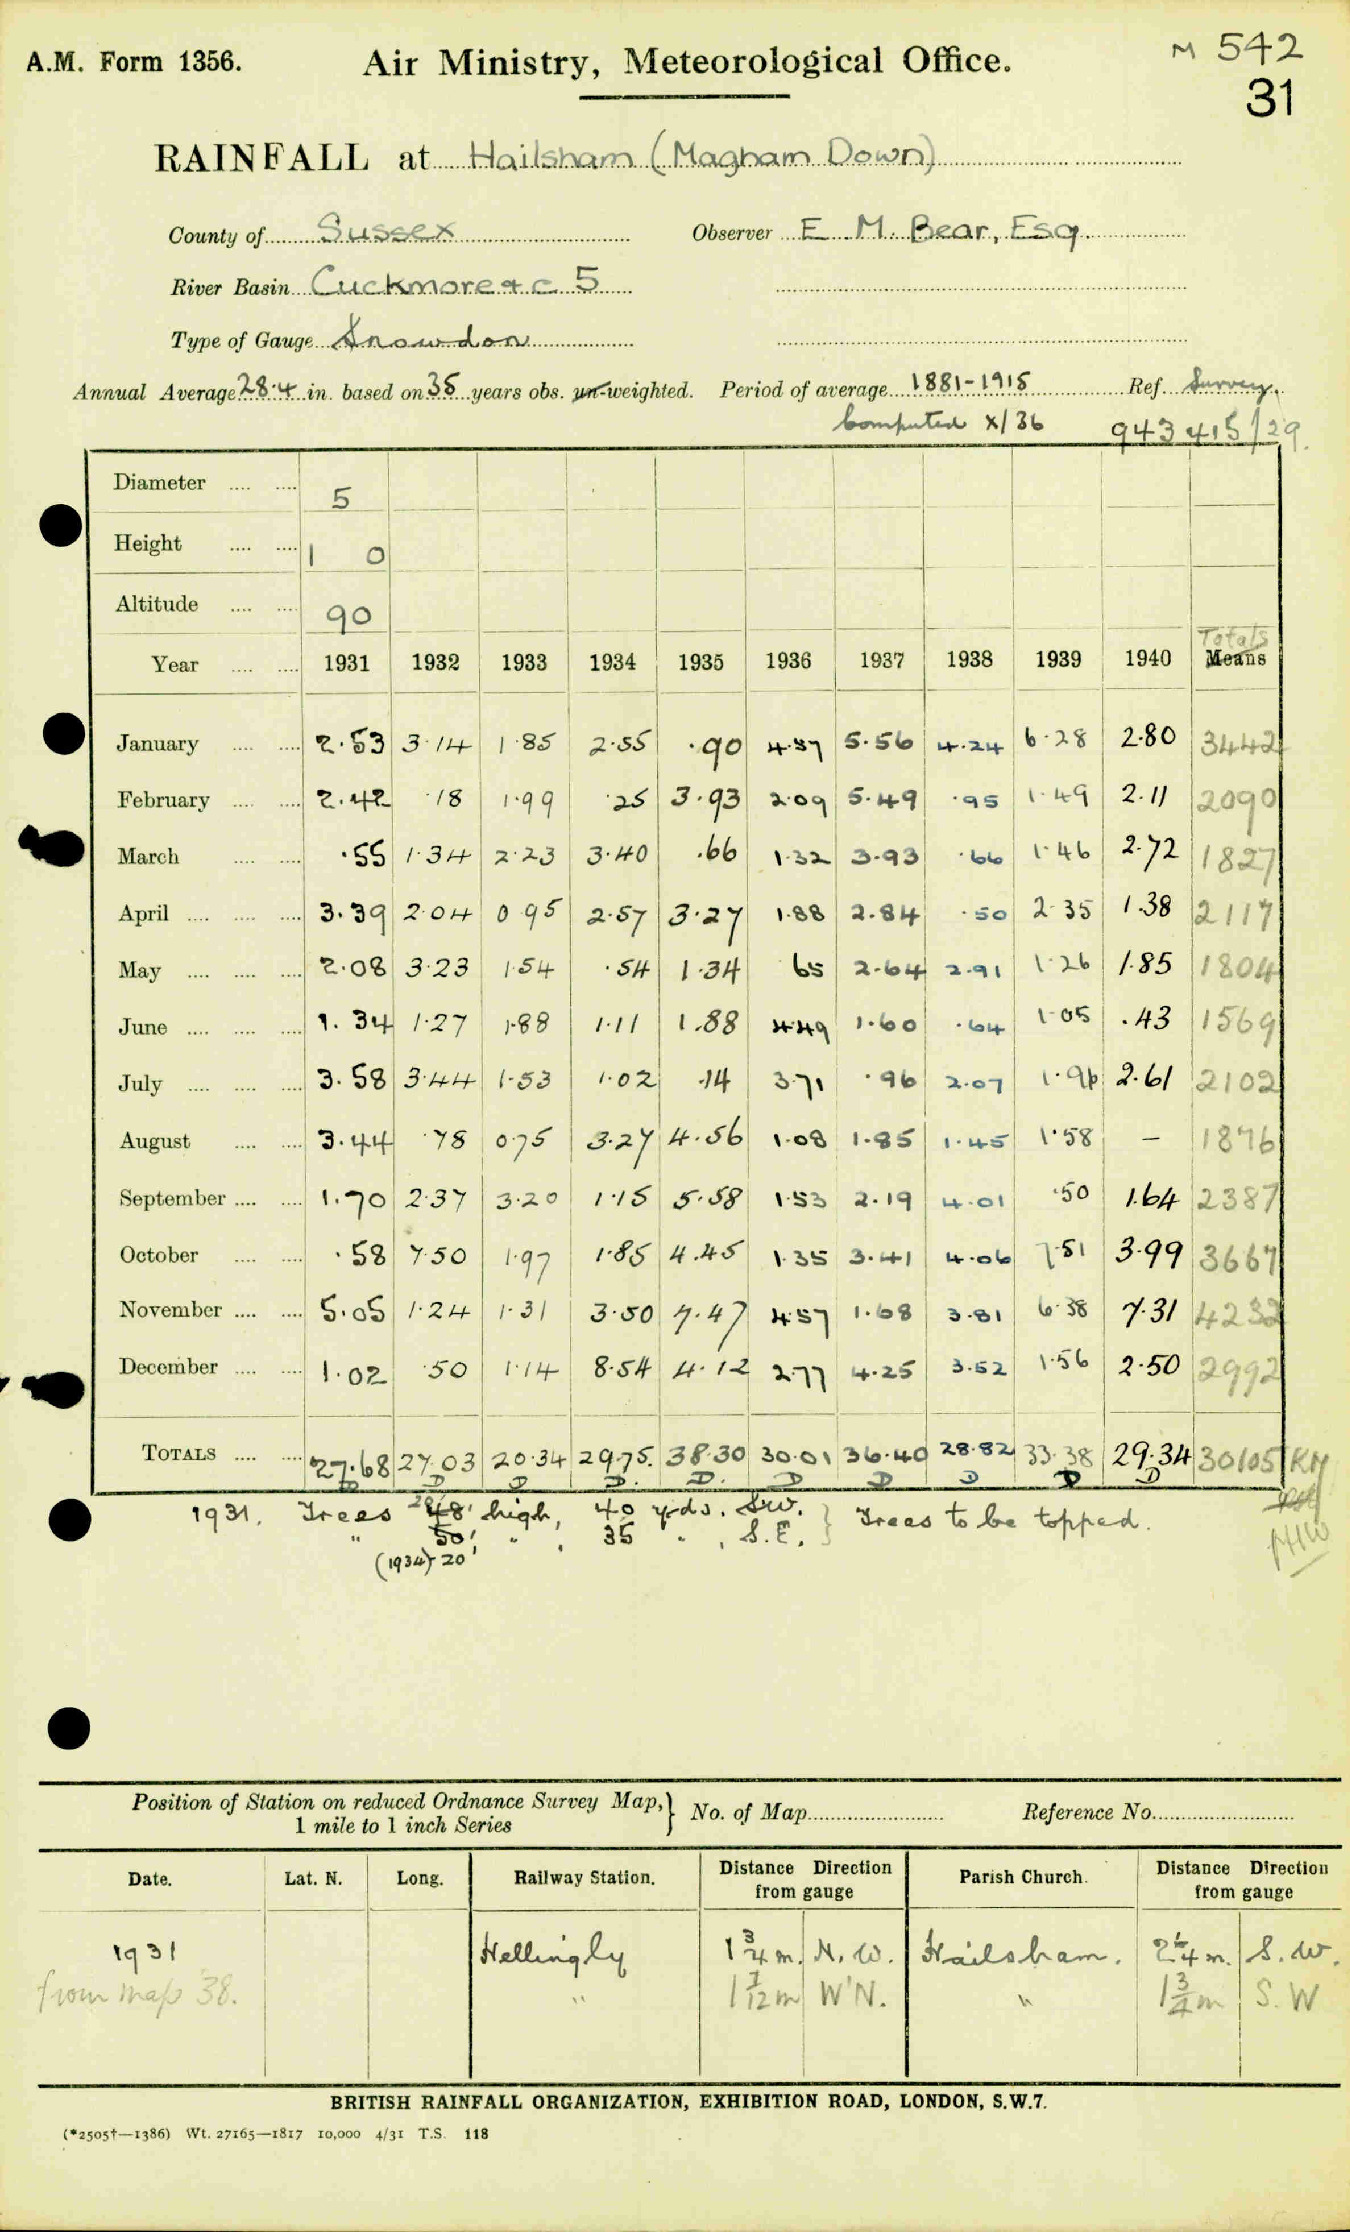 A.M. Form 1356.
Air Ministry, Meteorological Office.
M 542
31
RAINFALL at Hailsham (Magham Down)
County of Sussex Observer E. M. Bear, Esq.
River Basin Cuckmere & c 5
Type of Gauge Snowdon
Annual Average 28.4 in. based on 35 years obs. un-weighted. Period of average 1881-1915 Ref. Survey.
Computed X/36 943 415/29.
Diameter 5
Height 1 0
Altitude 90
Totals
Year 1931 1932 1933 1934 1935 1936 1937 1938 1939 1940 Means
January 2.53 3.14 1.85 2.55 .90 4.57 5.56 4.24 6.28 2.80 3442
February 2.42 .18 1.99 .25 3.93 2.09 5.49 .95 1.49 2.11 2090
March .55 1.34 2.23 3.40 .66 1.32 3.93 .66 1.46 2.72 1827
April 3.39 2.04 0.95 2.57 3.27 1.88 2.84 .50 2.35 1.38 2117
May 2.08 3.23 1.54 .54 1.34 65 2.64 2.91 1.26 1.85 1804
June 1.34 1.27 1.88 1.11 1.88 4.49 1.60 .64 1.05 .43 1569
July 3.58 3.44 1.53 1.02 .14 3.71 .96 2.07 1.96 2.61 2102
August 3.44 .78 0.75 3.27 4.56 1.08 1.85 1.45 1.58 – 1876
September 1.70 2.37 3.20 1.15 5.58 1.53 2.19 4.01 .50 1.64 2387
October .58 7.50 1.97 1.85 4.45 1.35 3.41 4.06 7.51 3.99 3667
November 5.05 1.24 1.31 3.50 7.47 4.57 1.68 3.81 6.38 7.31 4232
December 1.02 .50 1.14 8.54 4.12 2.77 4.25 3.52 1.56 2.50 2992
TOTALS 27.68 27.03 20.34 29.75. 38.30 30.01 36.40 28.82 33.38 29.34 30105 KM
D D D D. D. D D D D D
1931. Trees 48' high, 40 yds. SW. } Trees to be topped.
" 50', " , 35 " , S.E. }
(1934) 20'
Position of Station on reduced Ordnance Survey Map, } No. of Map Reference No.
1 mile to 1 inch Series
Date. Lat. N. Long. Railway Station. Distance Direction from gauge Parish Church. Distance Direction from gauge
1931 Hellingly 1 3/4 m. N. W. Hailsham. 2 1/4 m. S. W.
from map '38. " 1 7/12 m W'N. " 1 3/4 m S. W
BRITISH RAINFALL ORGANIZATION, EXHIBITION ROAD, LONDON, S.W.7.
(*2505†—1386) Wt. 27165—1817 10,000 4/31 T.S. 118